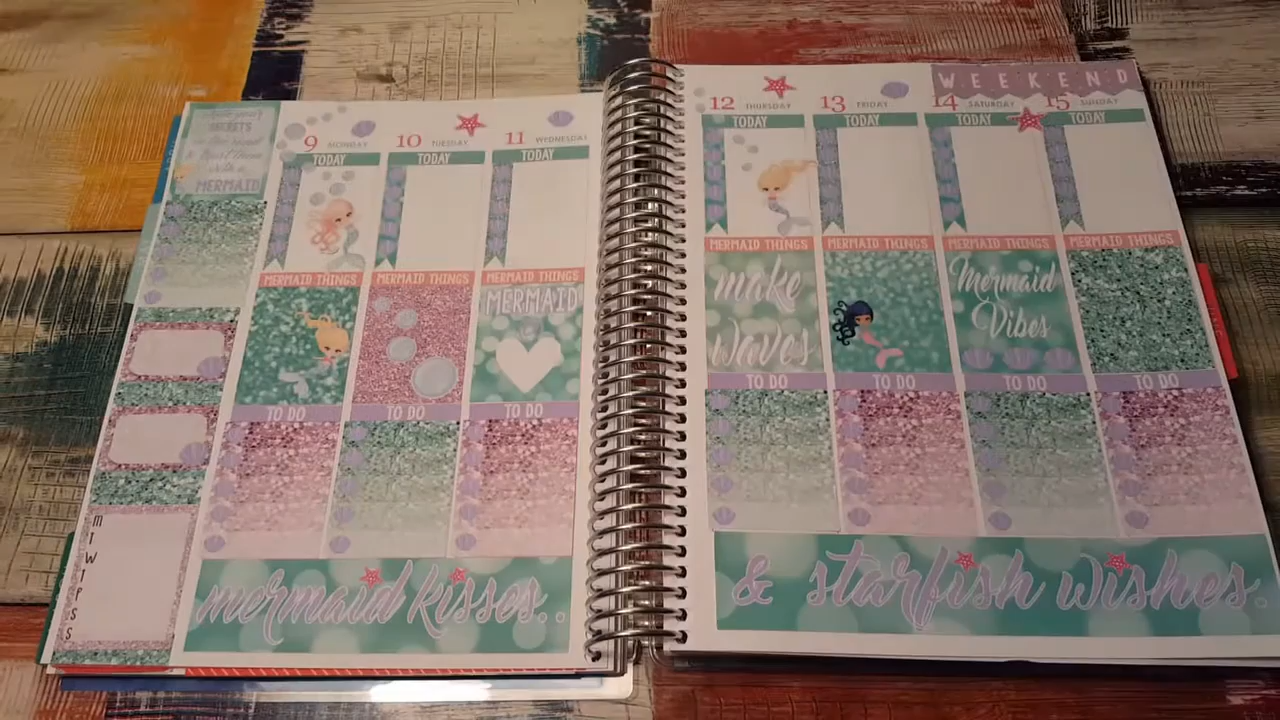 SECRETS
MERMAID
9 MONDAY
10 TUESDAY
11 WEDNESDAY
TODAY
TODAY
TODAY
MERMAID THINGS
MERMAID THINGS
MERMAID THINGS
MERMAID
TO DO
TO DO
TO DO
mermaid kisses..
WEEKEND
12 THURSDAY
13 FRIDAY
14 SATURDAY
15 SUNDAY
TODAY
TODAY
TODAY
TODAY
MERMAID THINGS
MERMAID THINGS
MERMAID THINGS
MERMAID THINGS
make
waves
Mermaid
Vibes
TO DO
TO DO
TO DO
TO DO
& starfish wishes.